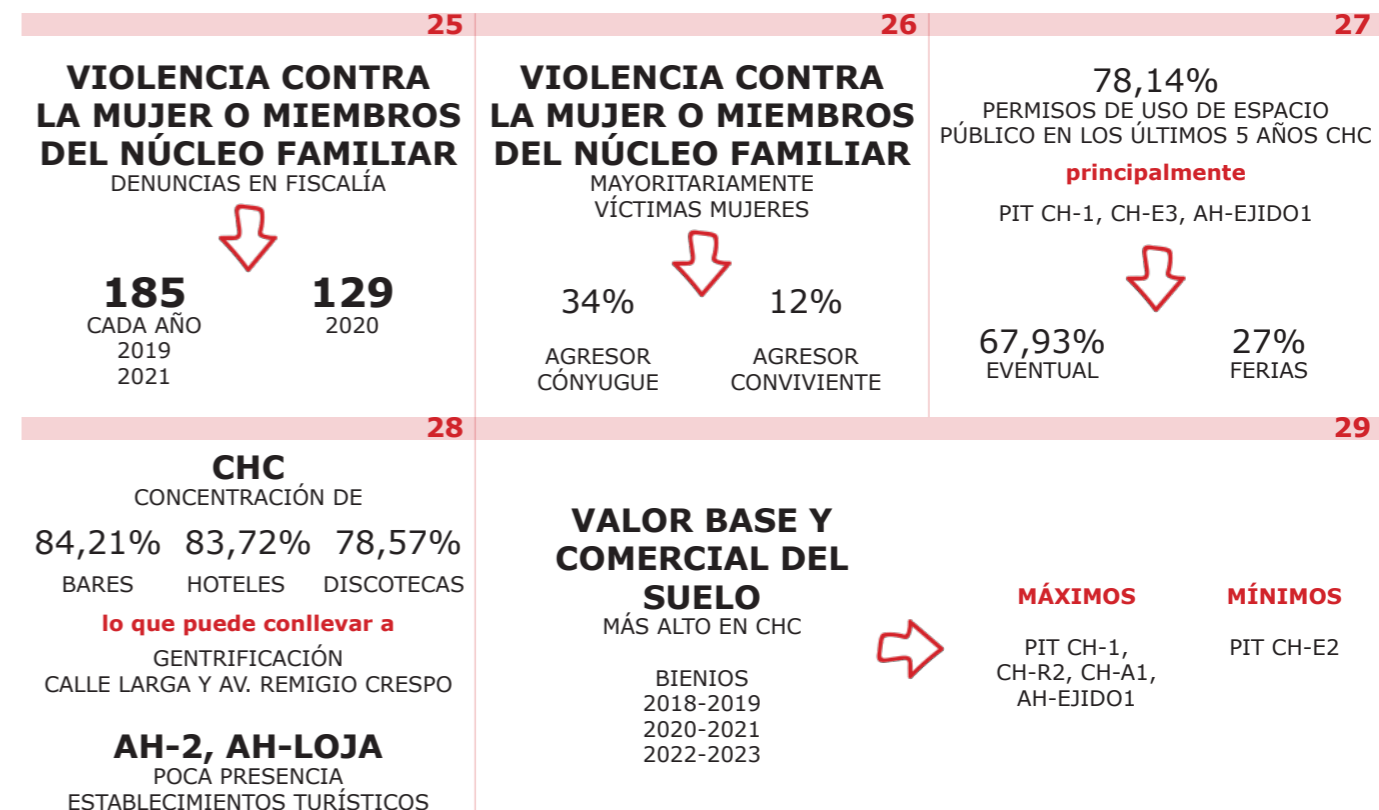 25
VIOLENCIA CONTRA
LA MUJER O MIEMBROS
DEL NÚCLEO FAMILIAR
DENUNCIAS EN FISCALÍA
185
CADA AÑO
2019
2021
129
2020
26
VIOLENCIA CONTRA
LA MUJER O MIEMBROS
DEL NÚCLEO FAMILIAR
MAYORITARIAMENTE
VÍCTIMAS MUJERES
34%
AGRESOR
CÓNYUGUE
12%
AGRESOR
CONVIVIENTE
27
78,14%
PERMISOS DE USO DE ESPACIO
PÚBLICO EN LOS ÚLTIMOS 5 AÑOS CHC
principalmente
PIT CH-1, CH-E3, AH-EJIDO1
67,93%
EVENTUAL
27%
FERIAS
28
CHC
CONCENTRACIÓN DE
84,21% 83,72% 78,57%
BARES HOTELES DISCOTECAS
lo que puede conllevar a
GENTRIFICACIÓN
CALLE LARGA Y AV. REMIGIO CRESPO
AH-2, AH-LOJA
POCA PRESENCIA
ESTABLECIMIENTOS TURÍSTICOS
29
VALOR BASE Y
COMERCIAL DEL
SUELO
MÁS ALTO EN CHC
BIENIOS
2018-2019
2020-2021
2022-2023
MÁXIMOS
PIT CH-1,
CH-R2, CH-A1,
AH-EJIDO1
MÍNIMOS
PIT CH-E2